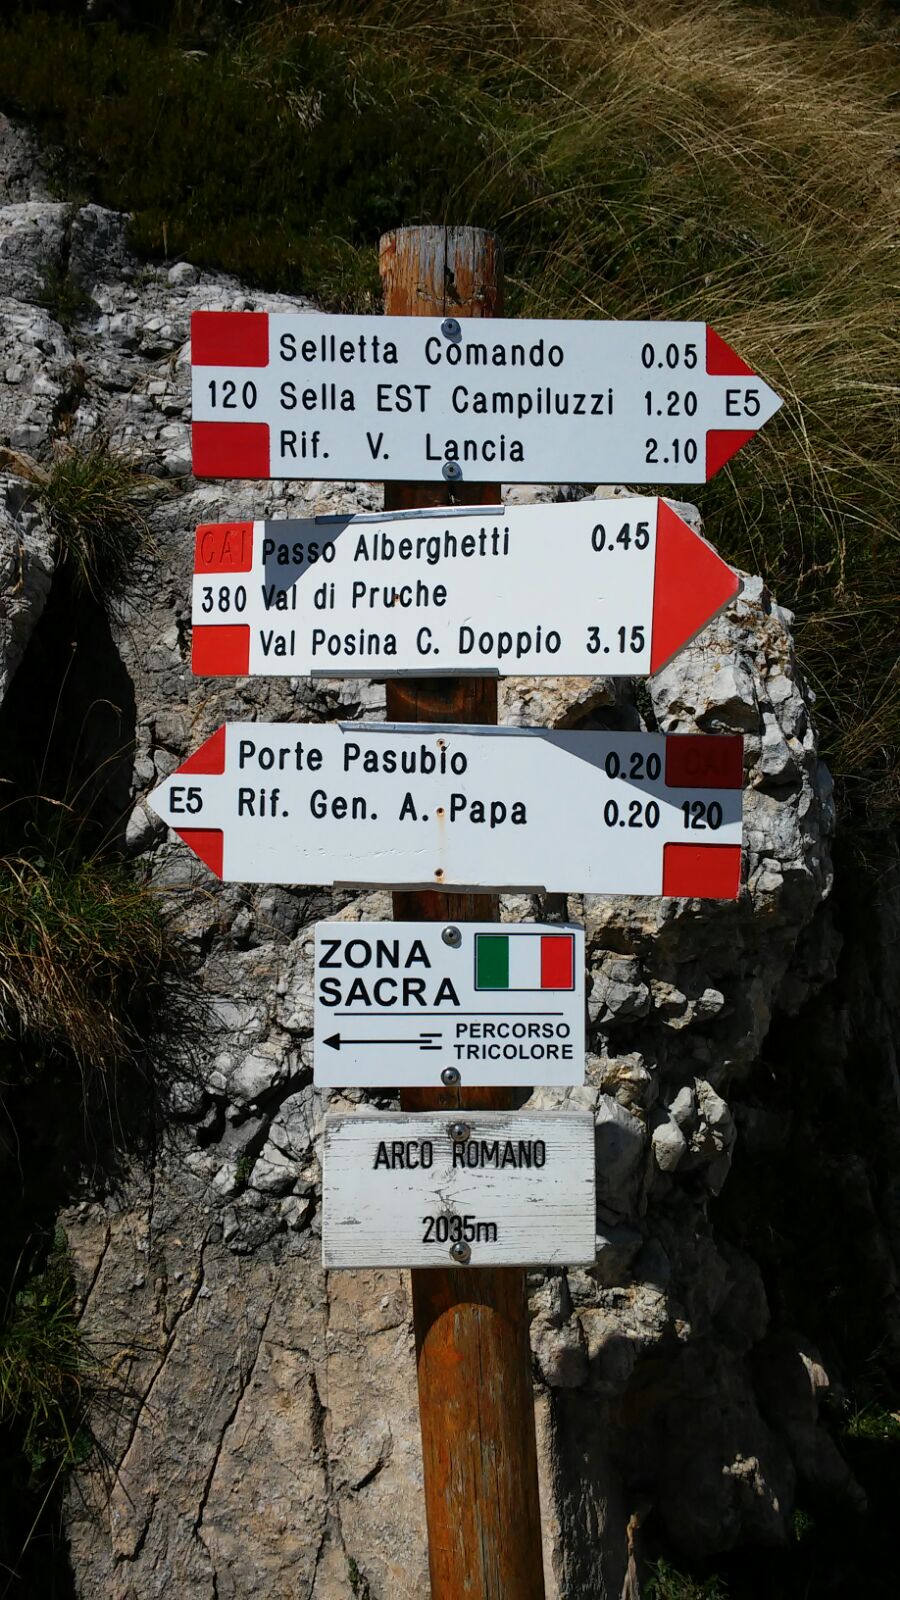 Selletta Comando 0.05
120 Sella EST Campiluzzi 1.20 E5
Rif. V. Lancia 2.10
CAI Passo Alberghetti 0.45
380 Val di Pruche
Val Posina C. Doppio 3.15
Porte Pasubio 0.20 CAI
E5 Rif. Gen. A. Papa 0.20 120
ZONA
SACRA
PERCORSO
TRICOLORE
ARCO ROMANO
2035m